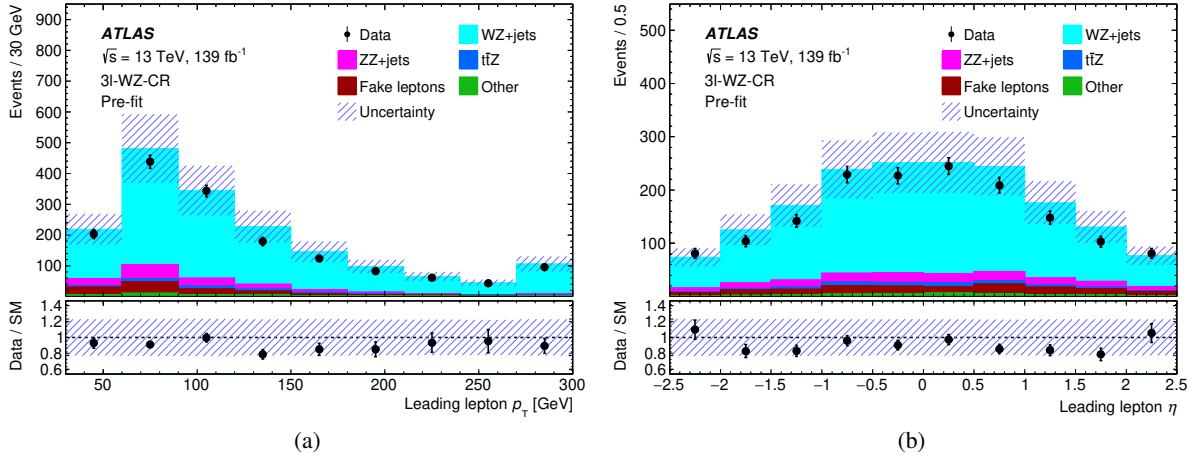 Events / 30 GeV
900
800
700
600
500
400
300
200
100
ATLAS
√s = 13 TeV, 139 fb⁻¹
3l-WZ-CR
Pre-fit
Data
WZ+jets
ZZ+jets
tt̄Z
Fake leptons
Other
Uncertainty
Data / SM
1.4
1.2
1
0.8
0.6
50 100 150 200 250 300
Leading lepton p_T [GeV]
(a)
Events / 0.5
500
400
300
200
100
ATLAS
√s = 13 TeV, 139 fb⁻¹
3l-WZ-CR
Pre-fit
Data
WZ+jets
ZZ+jets
tt̄Z
Fake leptons
Other
Uncertainty
Data / SM
1.4
1.2
1
0.8
0.6
−2.5 −2 −1.5 −1 −0.5 0 0.5 1 1.5 2 2.5
Leading lepton η
(b)